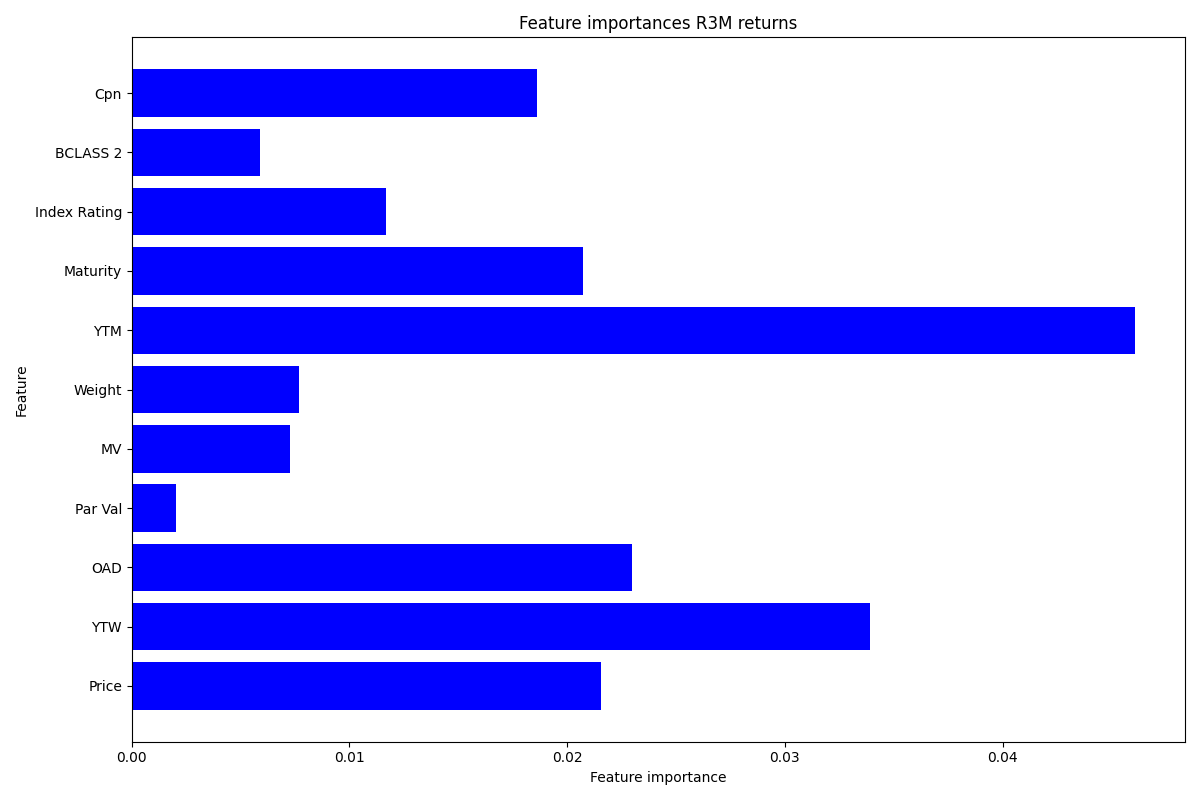 Feature importances R3M returns
Cpn
BCLASS 2
Index Rating
Maturity
YTM
Weight
MV
Par Val
OAD
YTW
Price
Feature
0.00 0.01 0.02 0.03 0.04
Feature importance